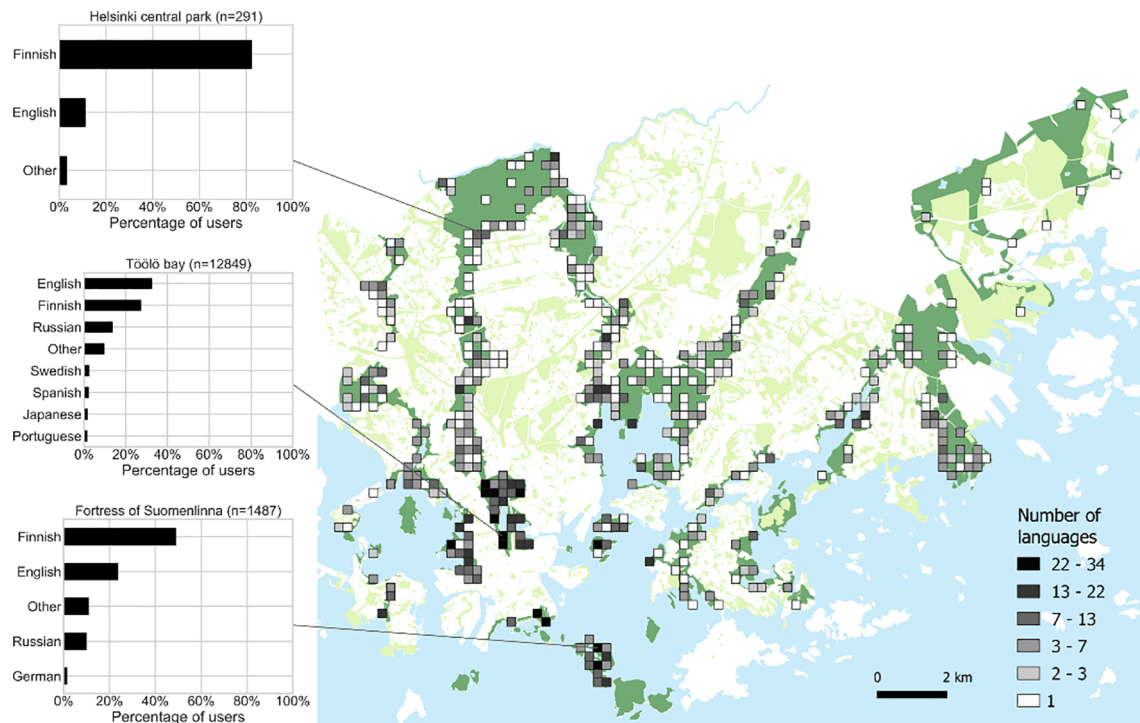 Helsinki central park (n=291)
Finnish
English
Other
0% 20% 40% 60% 80% 100%
Percentage of users
Töölö bay (n=12849)
English
Finnish
Russian
Other
Swedish
Spanish
Japanese
Portuguese
0% 20% 40% 60% 80% 100%
Percentage of users
Fortress of Suomenlinna (n=1487)
Finnish
English
Other
Russian
German
0% 20% 40% 60% 80% 100%
Percentage of users
Number of
languages
22 - 34
13 - 22
7 - 13
3 - 7
2 - 3
1
0 2 km